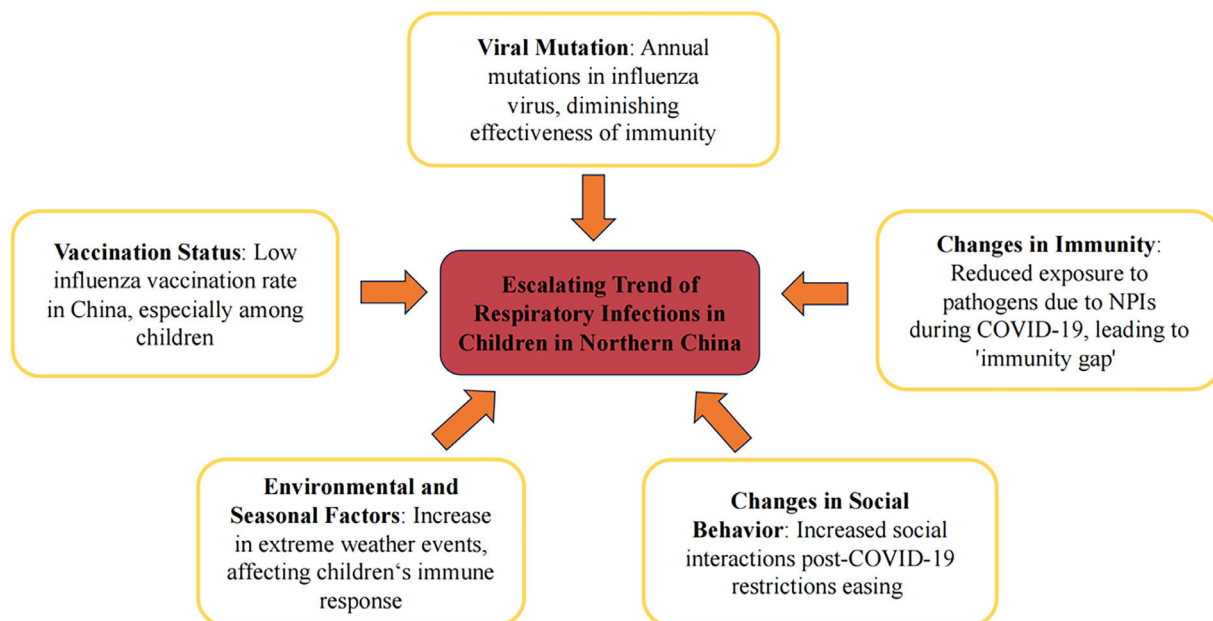 Viral Mutation: Annual
mutations in influenza
virus, diminishing
effectiveness of immunity
Vaccination Status: Low
influenza vaccination rate
in China, especially among
children
Escalating Trend of
Respiratory Infections in
Children in Northern China
Changes in Immunity:
Reduced exposure to
pathogens due to NPIs
during COVID-19, leading to
'immunity gap'
Environmental and
Seasonal Factors: Increase
in extreme weather events,
affecting children‘s immune
response
Changes in Social
Behavior: Increased social
interactions post-COVID-19
restrictions easing